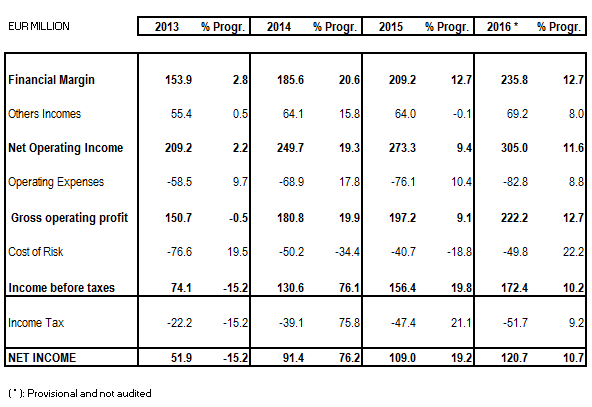 EUR MILLION 2013 % Progr. 2014 % Progr. 2015 % Progr. 2016 * % Progr.
Financial Margin 153.9 2.8 185.6 20.6 209.2 12.7 235.8 12.7
Others Incomes 55.4 0.5 64.1 15.8 64.0 -0.1 69.2 8.0
Net Operating Income 209.2 2.2 249.7 19.3 273.3 9.4 305.0 11.6
Operating Expenses -58.5 9.7 -68.9 17.8 -76.1 10.4 -82.8 8.8
Gross operating profit 150.7 -0.5 180.8 19.9 197.2 9.1 222.2 12.7
Cost of Risk -76.6 19.5 -50.2 -34.4 -40.7 -18.8 -49.8 22.2
Income before taxes 74.1 -15.2 130.6 76.1 156.4 19.8 172.4 10.2
Income Tax -22.2 -15.2 -39.1 75.8 -47.4 21.1 -51.7 9.2
NET INCOME 51.9 -15.2 91.4 76.2 109.0 19.2 120.7 10.7
( * ): Provisional and not audited